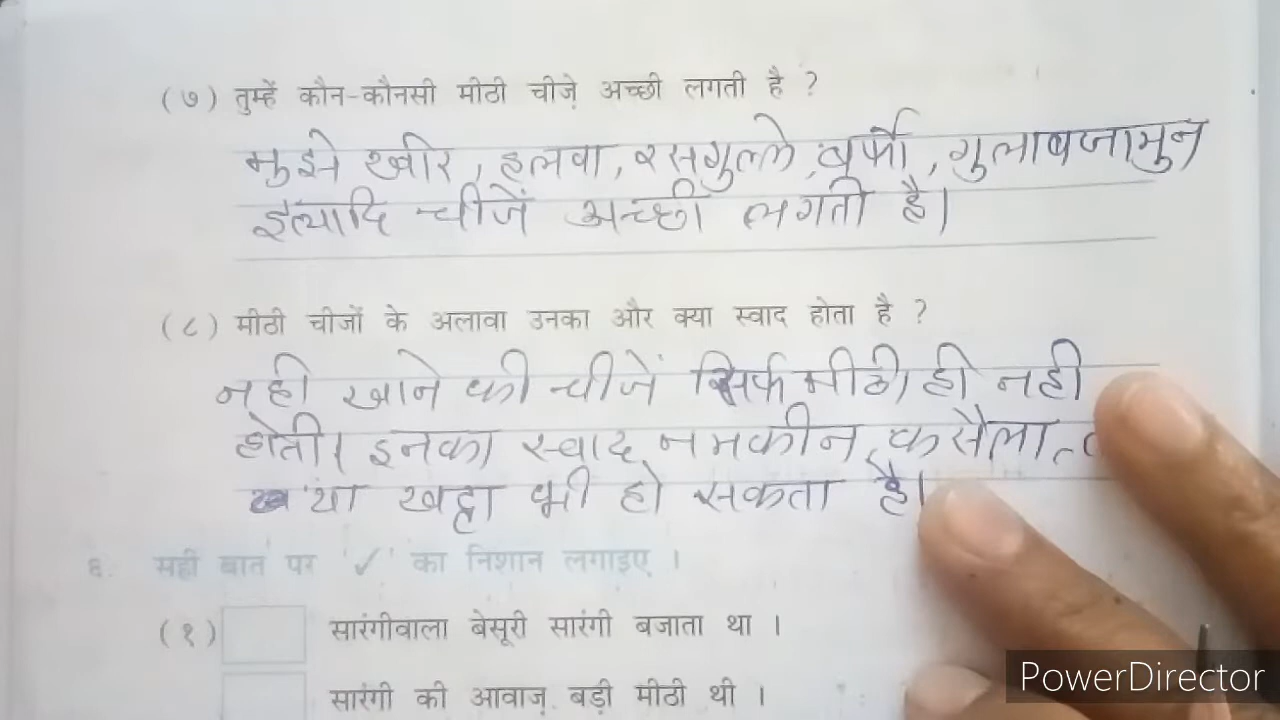 (७) तुम्हें कौन-कौनसी मीठी चीज़े अच्छी लगती है ?
मुझे खीर, हलवा, रसगुल्ले, बर्फी, गुलाबजामुन
इत्यादि चीजें अच्छी लगती है।
(८) मीठी चीजों के अलावा उनका और क्या स्वाद होता है ?
नही खाने की चीजें सिर्फ मीठी ही नही
होती। इनका स्वाद नमकीन, कसैला,
या खट्टा भी हो सकता है।
६. सही बात पर '✓' का निशान लगाइए ।
(१) सारंगीवाला बेसूरी सारंगी बजाता था ।
सारंगी की आवाज़ बड़ी मीठी थी ।
PowerDirector